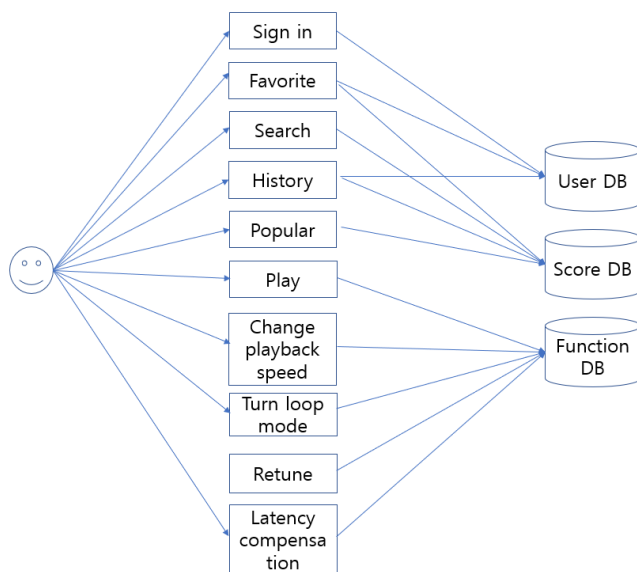 Sign in
Favorite
Search
History
Popular
Play
Change
playback
speed
Turn loop
mode
Retune
Latency
compensa
tion
User DB
Score DB
Function
DB